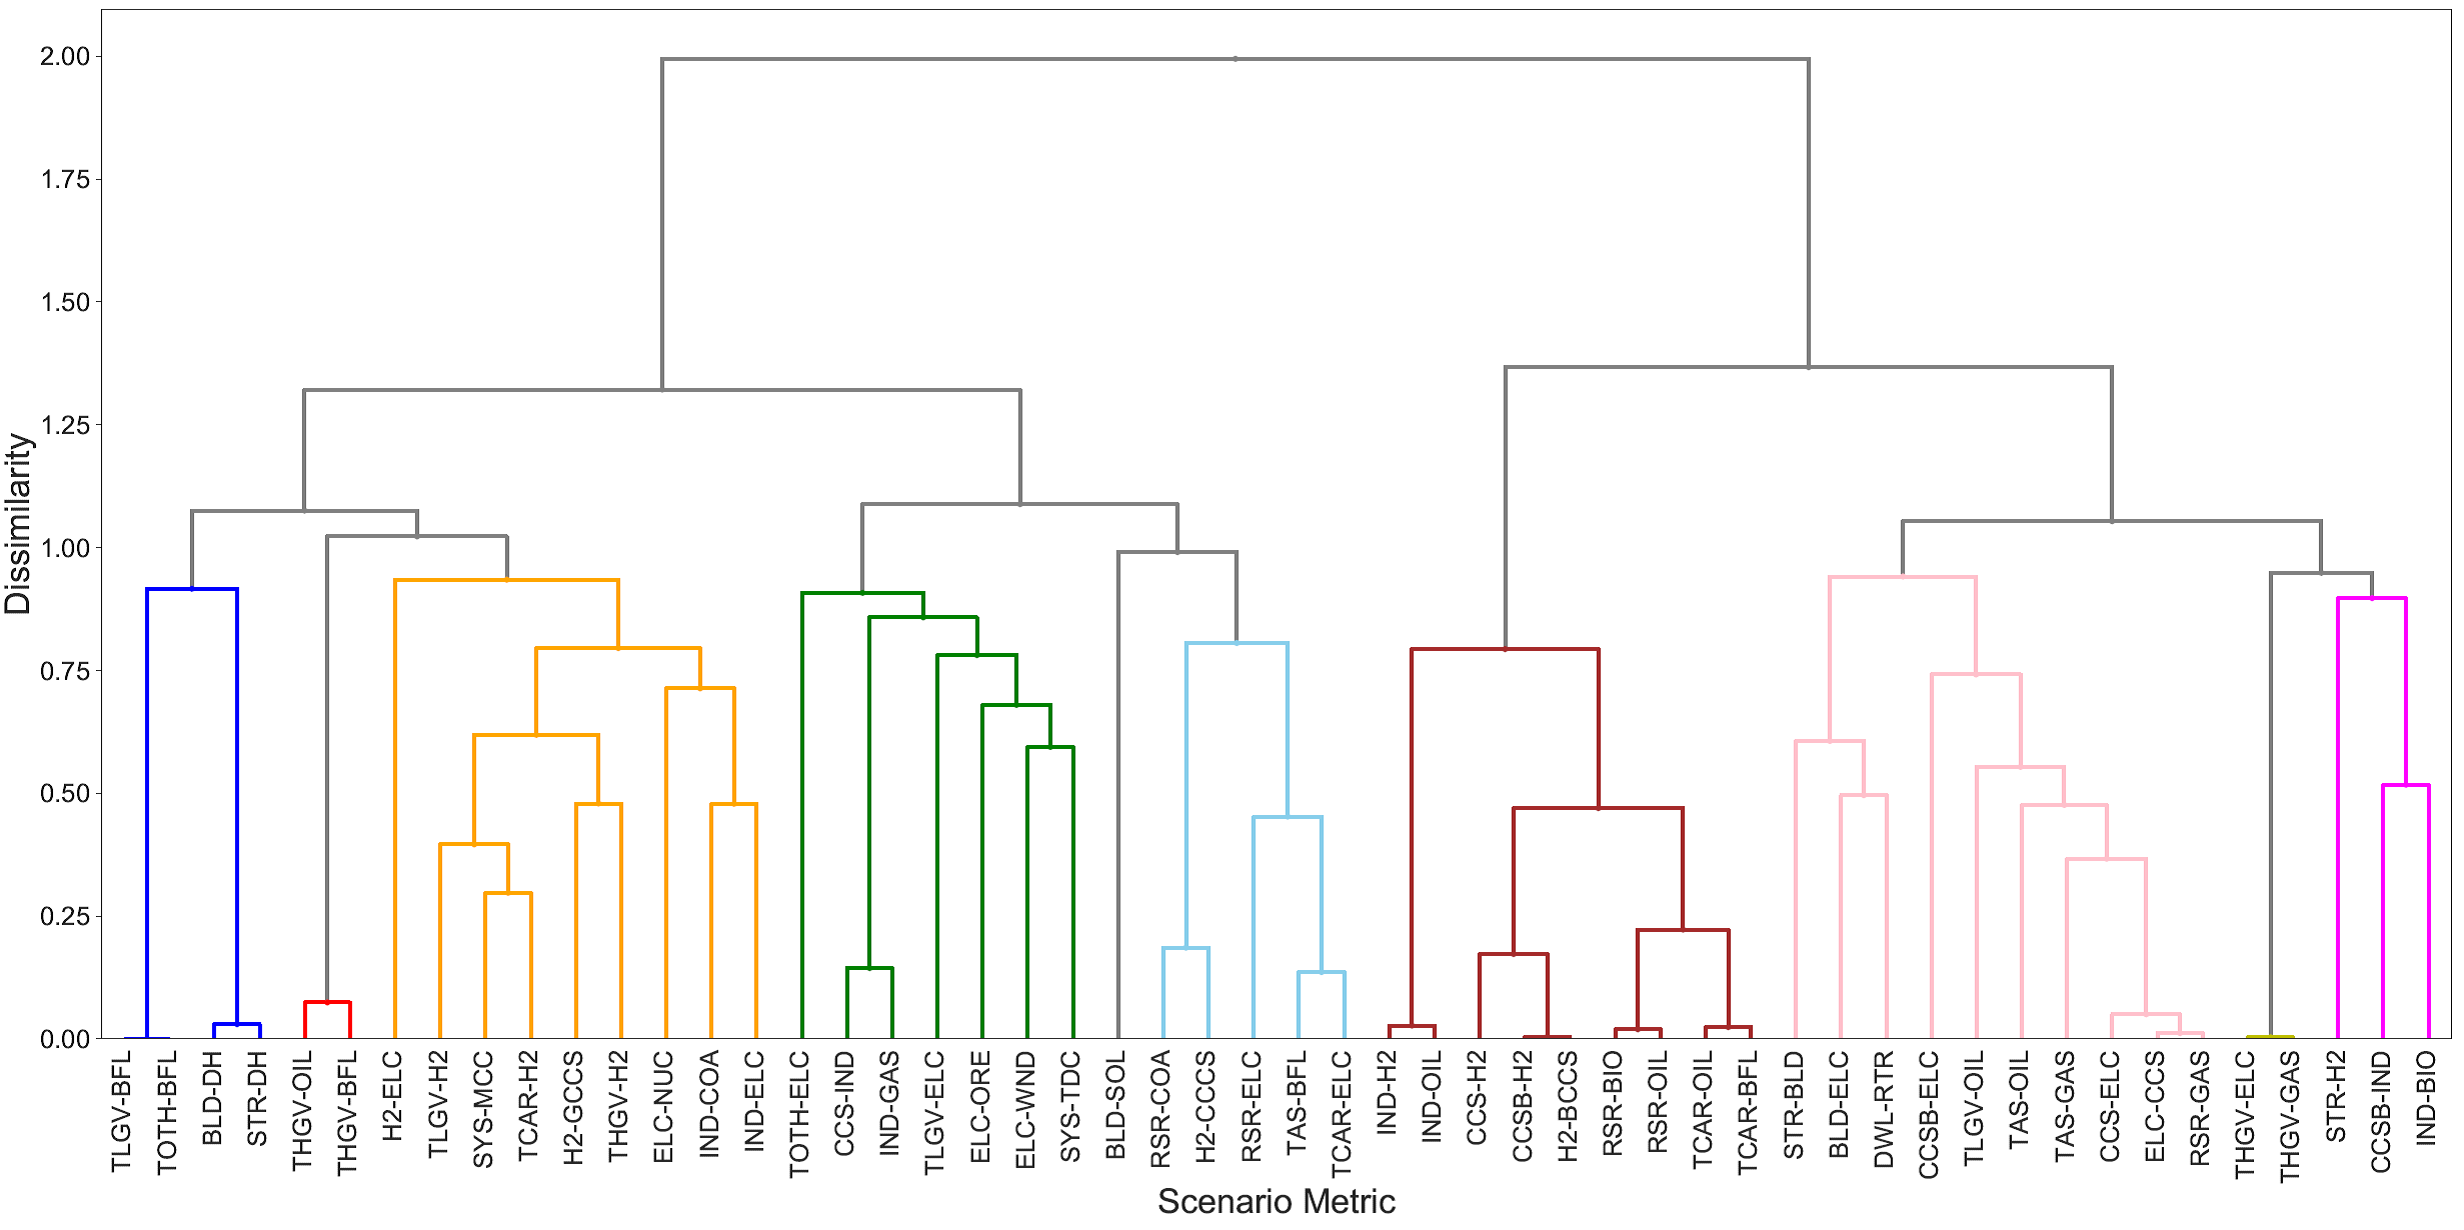 2.00
1.75
1.50
1.25
1.00
0.75
0.50
0.25
0.00
Dissimilarity
TLGV-BFL
TOTH-BFL
BLD-DH
STR-DH
THGV-OIL
THGV-BFL
H2-ELC
TLGV-H2
SYS-MCC
TCAR-H2
H2-GCCS
THGV-H2
ELC-NUC
IND-COA
IND-ELC
TOTH-ELC
CCS-IND
IND-GAS
TLGV-ELC
ELC-ORE
ELC-WND
SYS-TDC
BLD-SOL
RSR-COA
H2-CCCS
RSR-ELC
TAS-BFL
TCAR-ELC
IND-H2
IND-OIL
CCS-H2
CCSB-H2
H2-BCCS
RSR-BIO
RSR-OIL
TCAR-OIL
TCAR-BFL
STR-BLD
BLD-ELC
DWL-RTR
CCSB-ELC
TLGV-OIL
TAS-OIL
TAS-GAS
CCS-ELC
ELC-CCS
RSR-GAS
THGV-ELC
THGV-GAS
STR-H2
CCSB-IND
IND-BIO
Scenario Metric